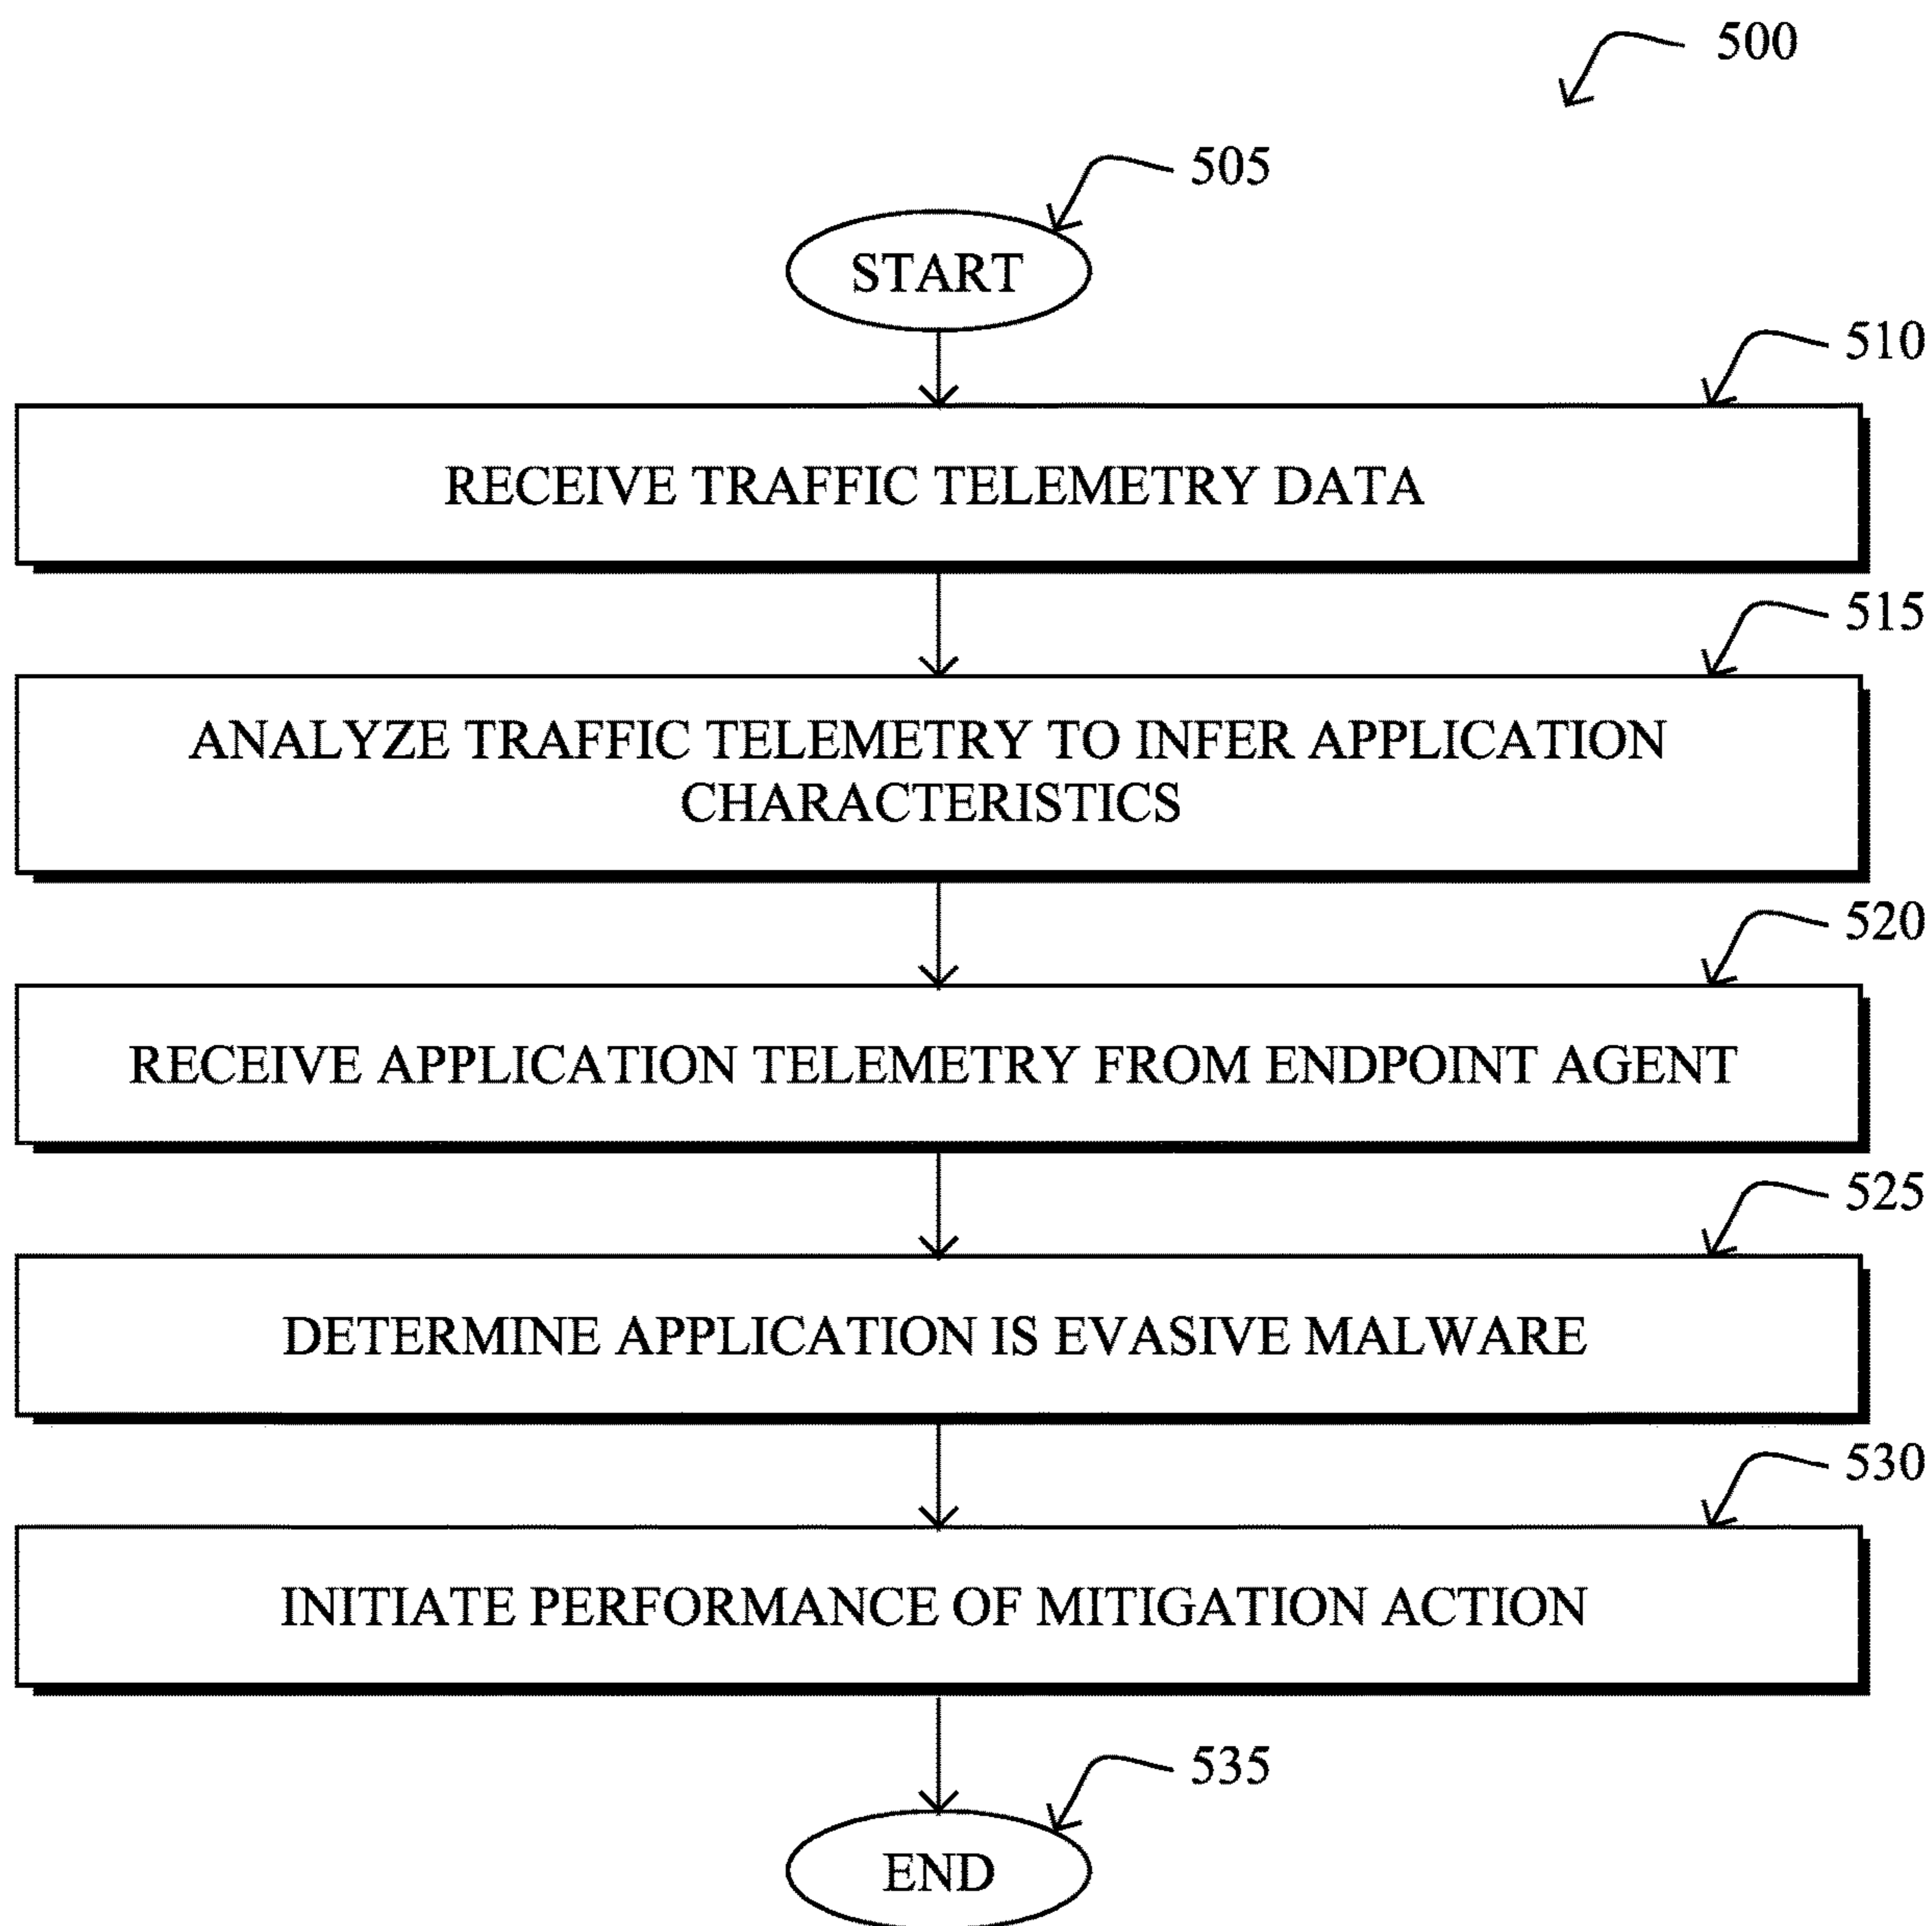 500
505
START
510
RECEIVE TRAFFIC TELEMETRY DATA
515
ANALYZE TRAFFIC TELEMETRY TO INFER APPLICATION
CHARACTERISTICS
520
RECEIVE APPLICATION TELEMETRY FROM ENDPOINT AGENT
525
DETERMINE APPLICATION IS EVASIVE MALWARE
530
INITIATE PERFORMANCE OF MITIGATION ACTION
535
END